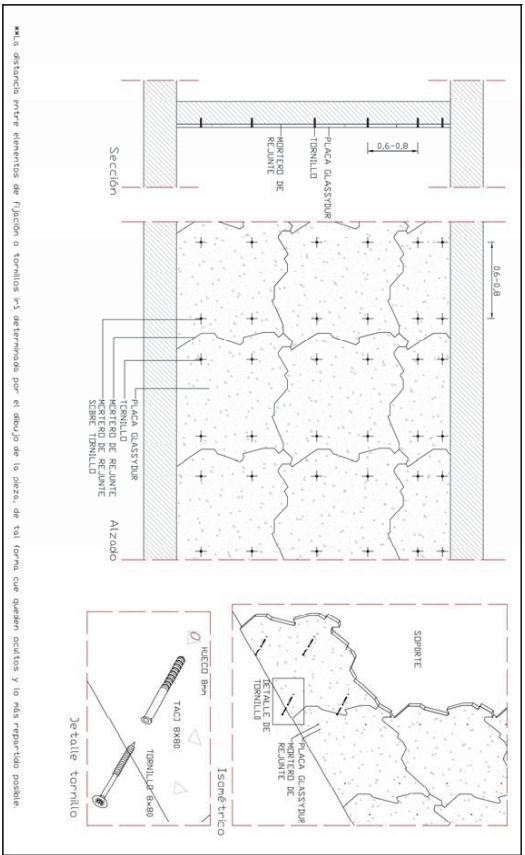 0,6-0,8
PLACA GLASSYDUR
TORNILLO
MORTERO DE
REJUNTE
Sección
0,6-0,8
PLACA GLASSYDUR
TORNILLO
MORTERO DE REJUNTE
MORTERO DE REJUNTE
SOBRE TORNILLO
Alzado
SOPORTE
DETALLE DE
TORNILLO
PLACA GLASSYDUR
MORTERO DE
REJUNTE
Isométrico
HUECO 8mm
TACO 8X80
TORNILLO 8x80
Detalle tornillo
**La distancia entre elementos de fijación o tornillos irá determinada por el dibujo de la pieza, de tal forma que queden ocultos y lo más repartido posible.